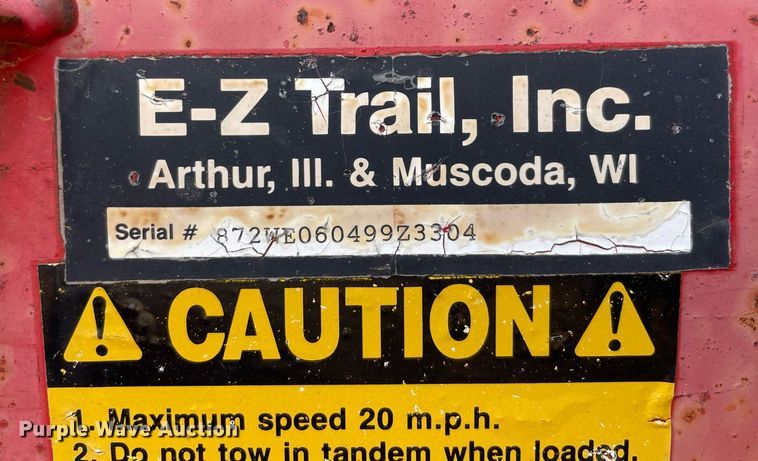 E-Z Trail, Inc.
Arthur, Ill. & Muscoda, WI
Serial # 872WE060499Z3304
CAUTION
1. Maximum speed 20 m.p.h.
2. Do not tow in tandem when loaded.
Purple Wave Auction